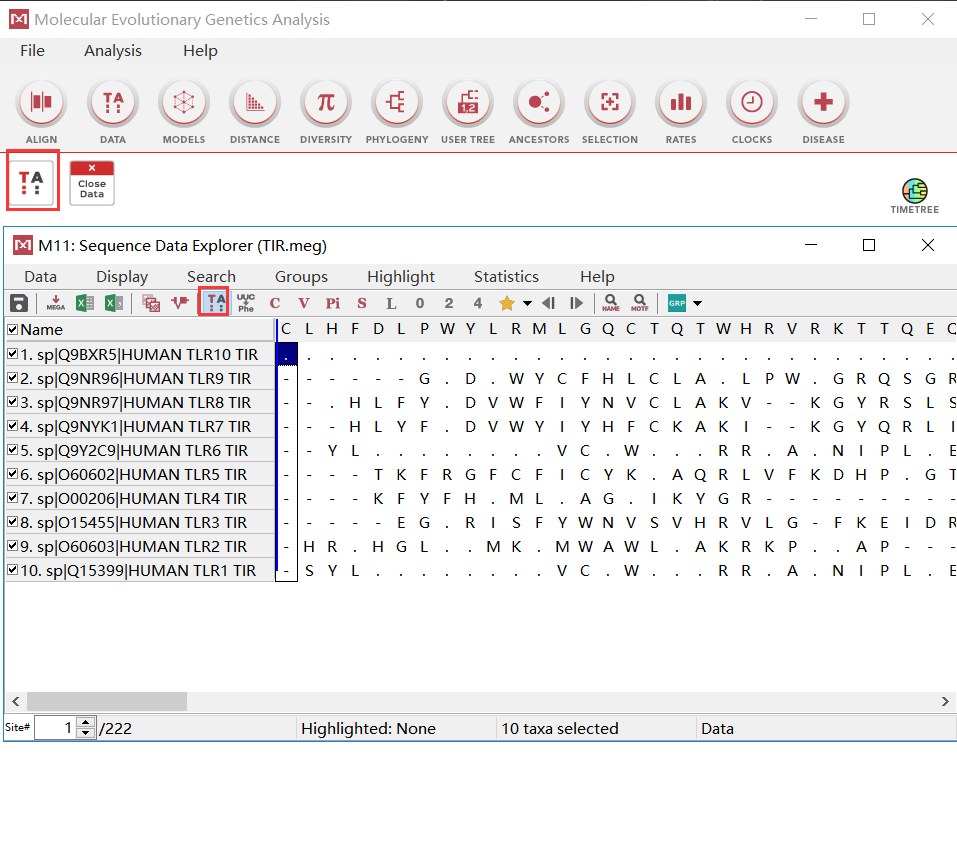 Molecular Evolutionary Genetics Analysis
File Analysis Help
ALIGN DATA MODELS DISTANCE DIVERSITY PHYLOGENY USER TREE ANCESTORS SELECTION RATES CLOCKS DISEASE
TA
Close
Data
TIMETREE
M11: Sequence Data Explorer (TIR.meg)
Data Display Search Groups Highlight Statistics Help
MEGA TA UUC Phe C V Pi S L 0 2 4 NAME MOTIF GRP
Name C L H F D L P W Y L R M L G Q C T Q T W H R V R K T T Q E Q
1. sp|Q9BXR5|HUMAN TLR10 TIR . . . . . . . . . . . . . . . . . . . . . . . . . . . . . .
2. sp|Q9NR96|HUMAN TLR9 TIR - - - - - - G . D . W Y C F H L C L A . L P W . G R Q S G R
3. sp|Q9NR97|HUMAN TLR8 TIR - - . H L F Y . D V W F I Y N V C L A K V - - K G Y R S L S
4. sp|Q9NYK1|HUMAN TLR7 TIR - - - H L Y F . D V W Y I Y H F C K A K I - - K G Y Q R L I
5. sp|Q9Y2C9|HUMAN TLR6 TIR - - Y L . . . . . . . . V C . W . . . R R . A . N I P L . E
6. sp|O60602|HUMAN TLR5 TIR - - - - T K F R G F C F I C Y K . A Q R L V F K D H P . G T
7. sp|O00206|HUMAN TLR4 TIR - - - - K F Y F H . M L . A G . I K Y G R - - - - - - - - -
8. sp|O15455|HUMAN TLR3 TIR - - - - - E G . R I S F Y W N V S V H R V L G - F K E I D R
9. sp|O60603|HUMAN TLR2 TIR - H R . H G L . . M K . M W A W L . A K R K P . . A P - - -
10. sp|Q15399|HUMAN TLR1 TIR - S Y L . . . . . . . . V C . W . . . R R . A . N I P L . E
Site# 1 /222 Highlighted: None 10 taxa selected Data